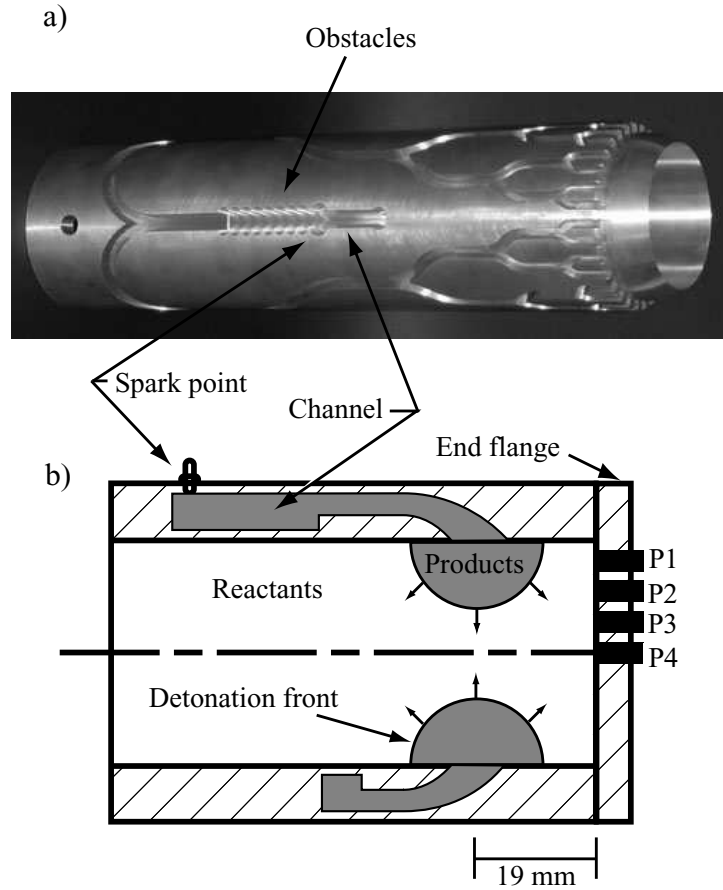 a)
Obstacles
Spark point
Channel
End flange
b)
P1
Products
P2
Reactants
P3
P4
Detonation front
19 mm